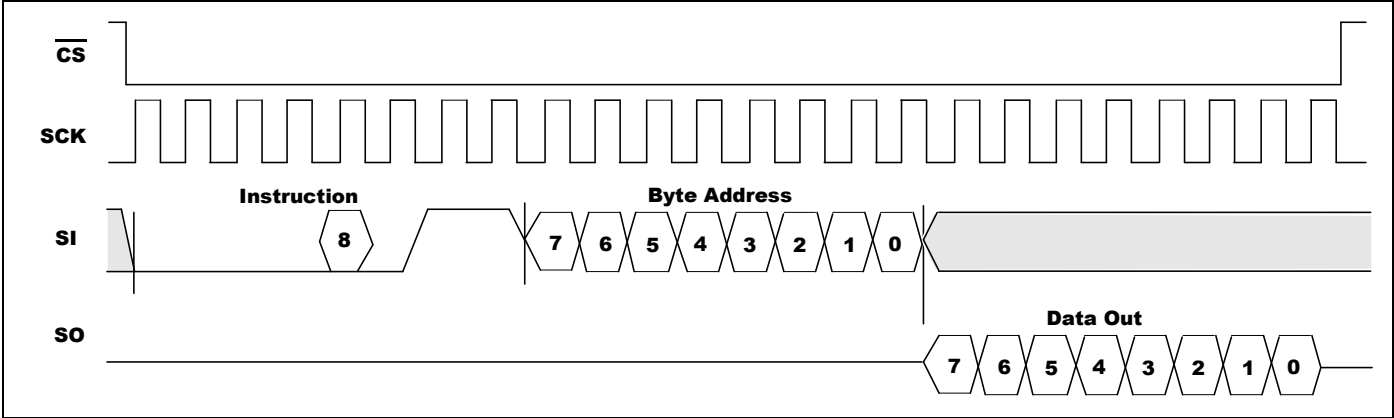 CS
SCK
Instruction
Byte Address
SI
8
7 6 5 4 3 2 1 0
SO
Data Out
7 6 5 4 3 2 1 0